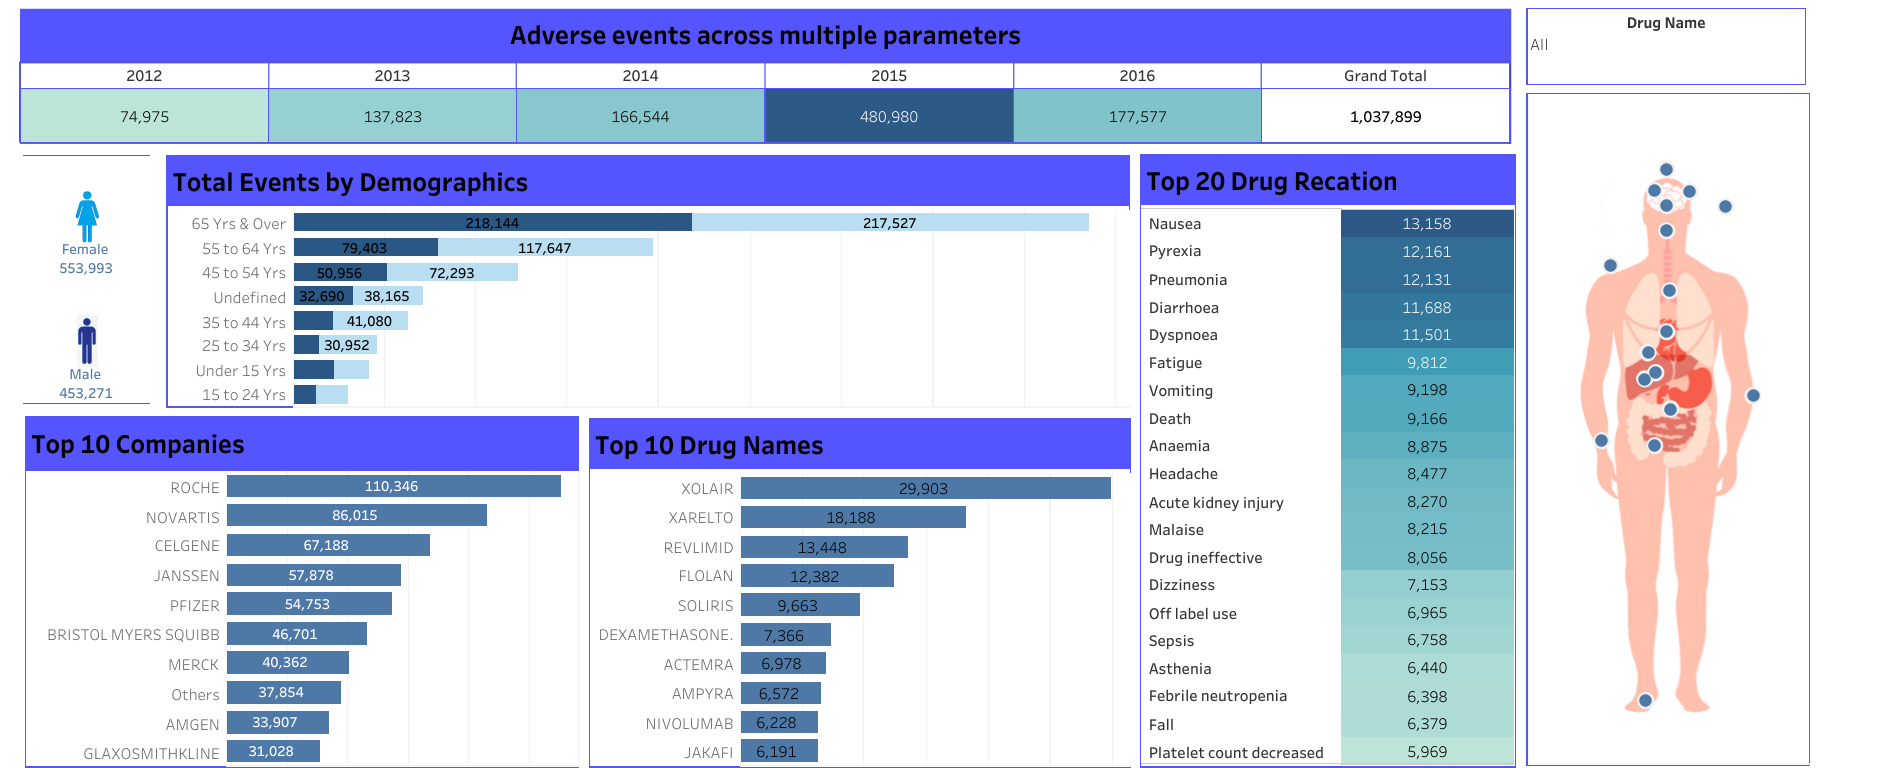 Adverse events across multiple parameters
2012 2013 2014 2015 2016 Grand Total
74,975 137,823 166,544 480,980 177,577 1,037,899
Drug Name
All
Female
553,993
Male
453,271
Total Events by Demographics
65 Yrs & Over 218,144 217,527
55 to 64 Yrs 79,403 117,647
45 to 54 Yrs 50,956 72,293
Undefined 32,690 38,165
35 to 44 Yrs 41,080
25 to 34 Yrs 30,952
Under 15 Yrs
15 to 24 Yrs
Top 10 Companies
ROCHE 110,346
NOVARTIS 86,015
CELGENE 67,188
JANSSEN 57,878
PFIZER 54,753
BRISTOL MYERS SQUIBB 46,701
MERCK 40,362
Others 37,854
AMGEN 33,907
GLAXOSMITHKLINE 31,028
Top 10 Drug Names
XOLAIR 29,903
XARELTO 18,188
REVLIMID 13,448
FLOLAN 12,382
SOLIRIS 9,663
DEXAMETHASONE. 7,366
ACTEMRA 6,978
AMPYRA 6,572
NIVOLUMAB 6,228
JAKAFI 6,191
Top 20 Drug Recation
Nausea 13,158
Pyrexia 12,161
Pneumonia 12,131
Diarrhoea 11,688
Dyspnoea 11,501
Fatigue 9,812
Vomiting 9,198
Death 9,166
Anaemia 8,875
Headache 8,477
Acute kidney injury 8,270
Malaise 8,215
Drug ineffective 8,056
Dizziness 7,153
Off label use 6,965
Sepsis 6,758
Asthenia 6,440
Febrile neutropenia 6,398
Fall 6,379
Platelet count decreased 5,969